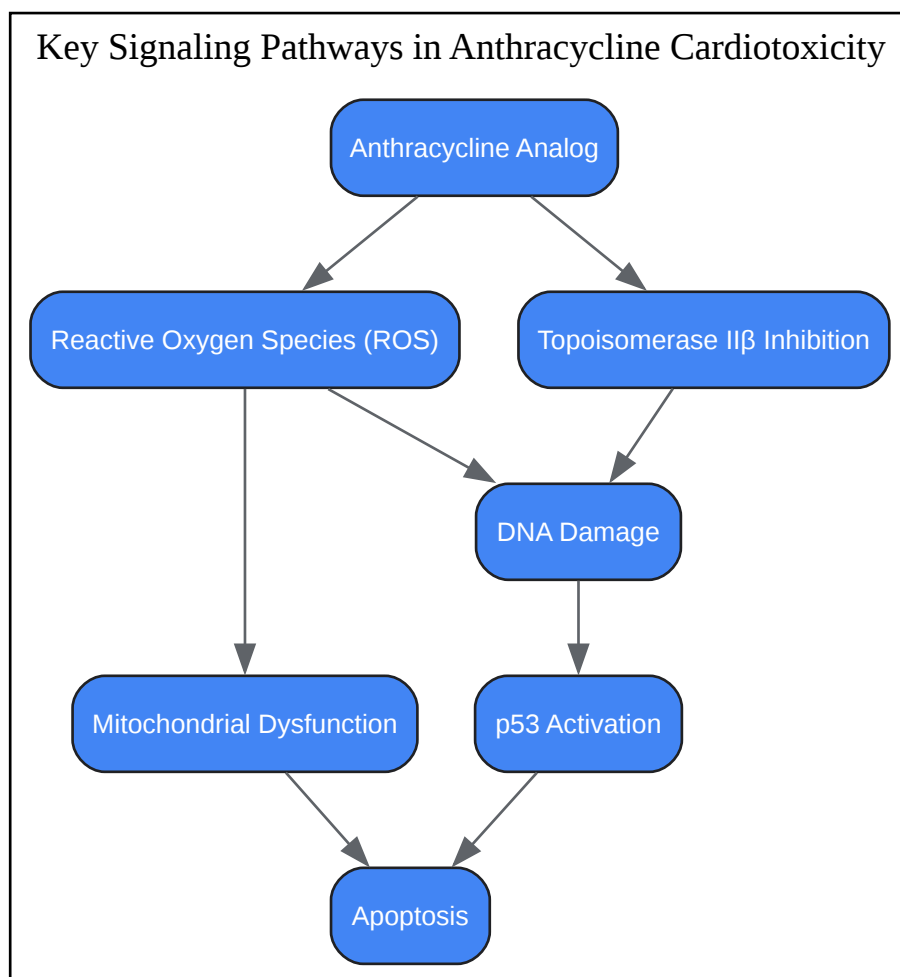 Key Signaling Pathways in Anthracycline Cardiotoxicity
Anthracycline Analog
Reactive Oxygen Species (ROS)
Topoisomerase IIβ Inhibition
DNA Damage
Mitochondrial Dysfunction
p53 Activation
Apoptosis